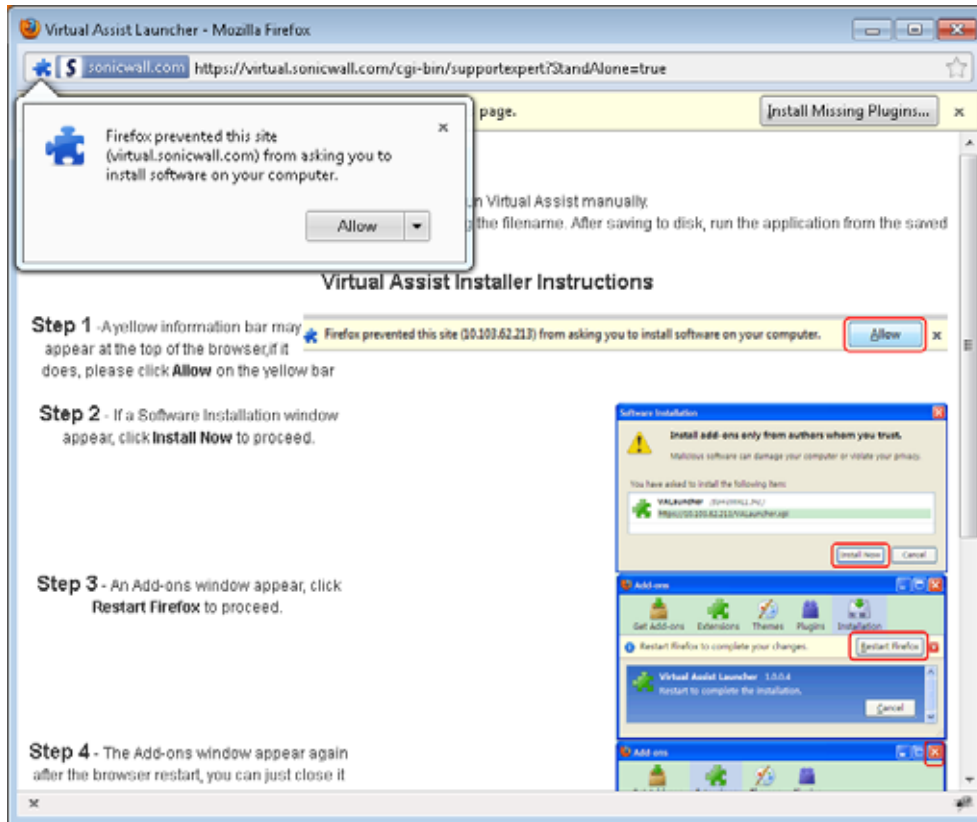 Virtual Assist Launcher - Mozilla Firefox
sonicwall.com https://virtual.sonicwall.com/cgi-bin/supportexpert?StandAlone=true
page. Install Missing Plugins...
Firefox prevented this site
(virtual.sonicwall.com) from asking you to
install software on your computer.
Allow
Virtual Assist manually.
the filename. After saving to disk, run the application from the saved
Virtual Assist Installer Instructions
Step 1 -A yellow information bar may
appear at the top of the browser,if it
does, please click Allow on the yellow bar
Firefox prevented this site (10.103.62.213) from asking you to install software on your computer. Allow
Step 2 - If a Software Installation window
appear, click Install Now to proceed.
Software Installation
Install add-ons only from authors whom you trust.
Malicious software can damage your computer or violate your privacy.
You have asked to install the following item:
VALauncher
https://10.103.62.213/VALauncher.xpi
Install Now Cancel
Step 3 - An Add-ons window appear, click
Restart Firefox to proceed.
Add-ons
Get Add-ons Extensions Themes Plugins Installation
Restart Firefox to complete your changes. Restart Firefox
Virtual Assist Launcher 1.0.0.4
Restart to complete the installation.
Cancel
Step 4 - The Add-ons window appear again
after the browser restart, you can just close it
Add-ons